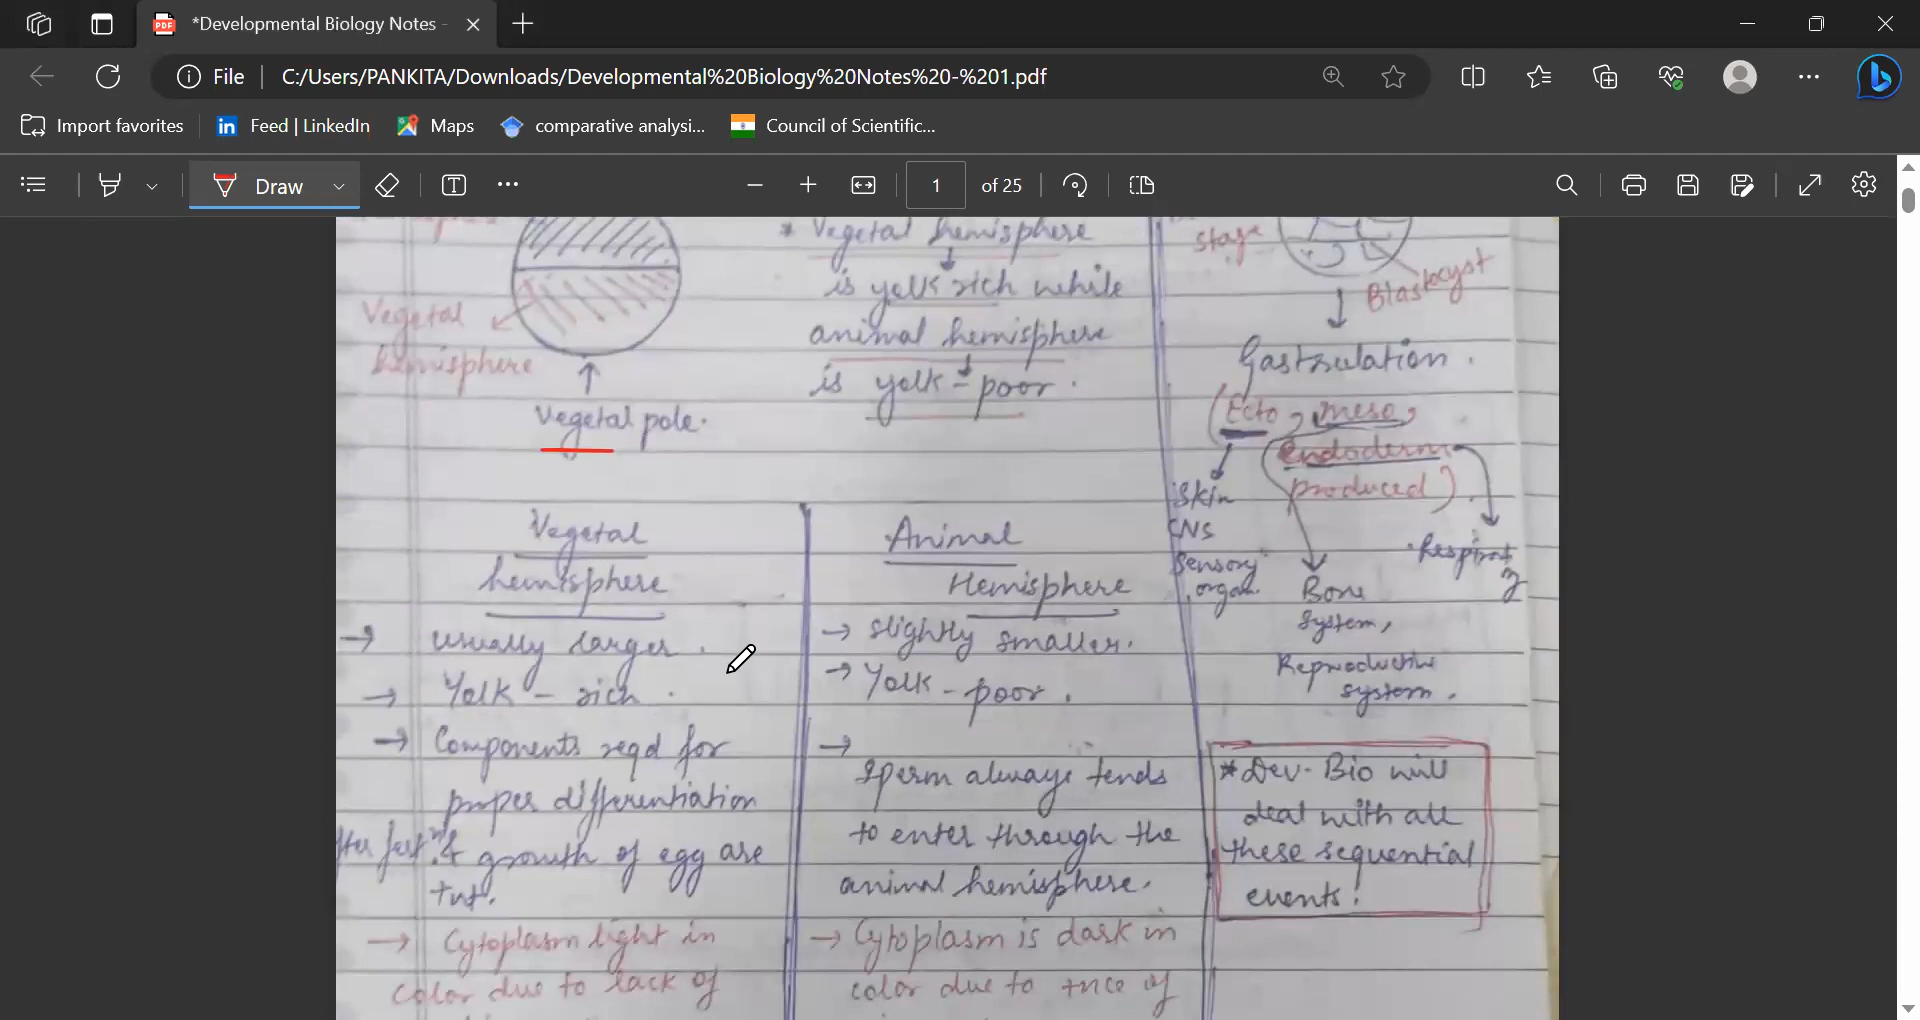 *Developmental Biology Notes -
File
C:/Users/PANKITA/Downloads/Developmental%20Biology%20Notes%20-%201.pdf
Import favorites
Feed | LinkedIn
Maps
comparative analysi...
Council of Scientific...
Draw
1 of 25
* Vegetal hemisphere
is yolk rich while
animal hemisphere
is yolk-poor.
Vegetal
hemisphere
Vegetal pole.
stage
Blastocyst
Gastrulation.
(Ecto, meso,
endoderm
produced).
Skin
CNS
Sensory
organ.
Bone
system,
Reproductive
system.
Vegetal
hemisphere
→ usually larger.
→ Yolk-rich.
→ Components reqd for
proper differentiation
& growth of egg are
→ Cytoplasm light in
color due to lack of
Animal
Hemisphere
→ slightly smaller.
→ Yolk-poor.
→
Sperm always tends
to enter through the
animal hemisphere.
→ Cytoplasm is dark in
color due to +nce of
* Dev-Bio will
deal with all
these sequential
events!